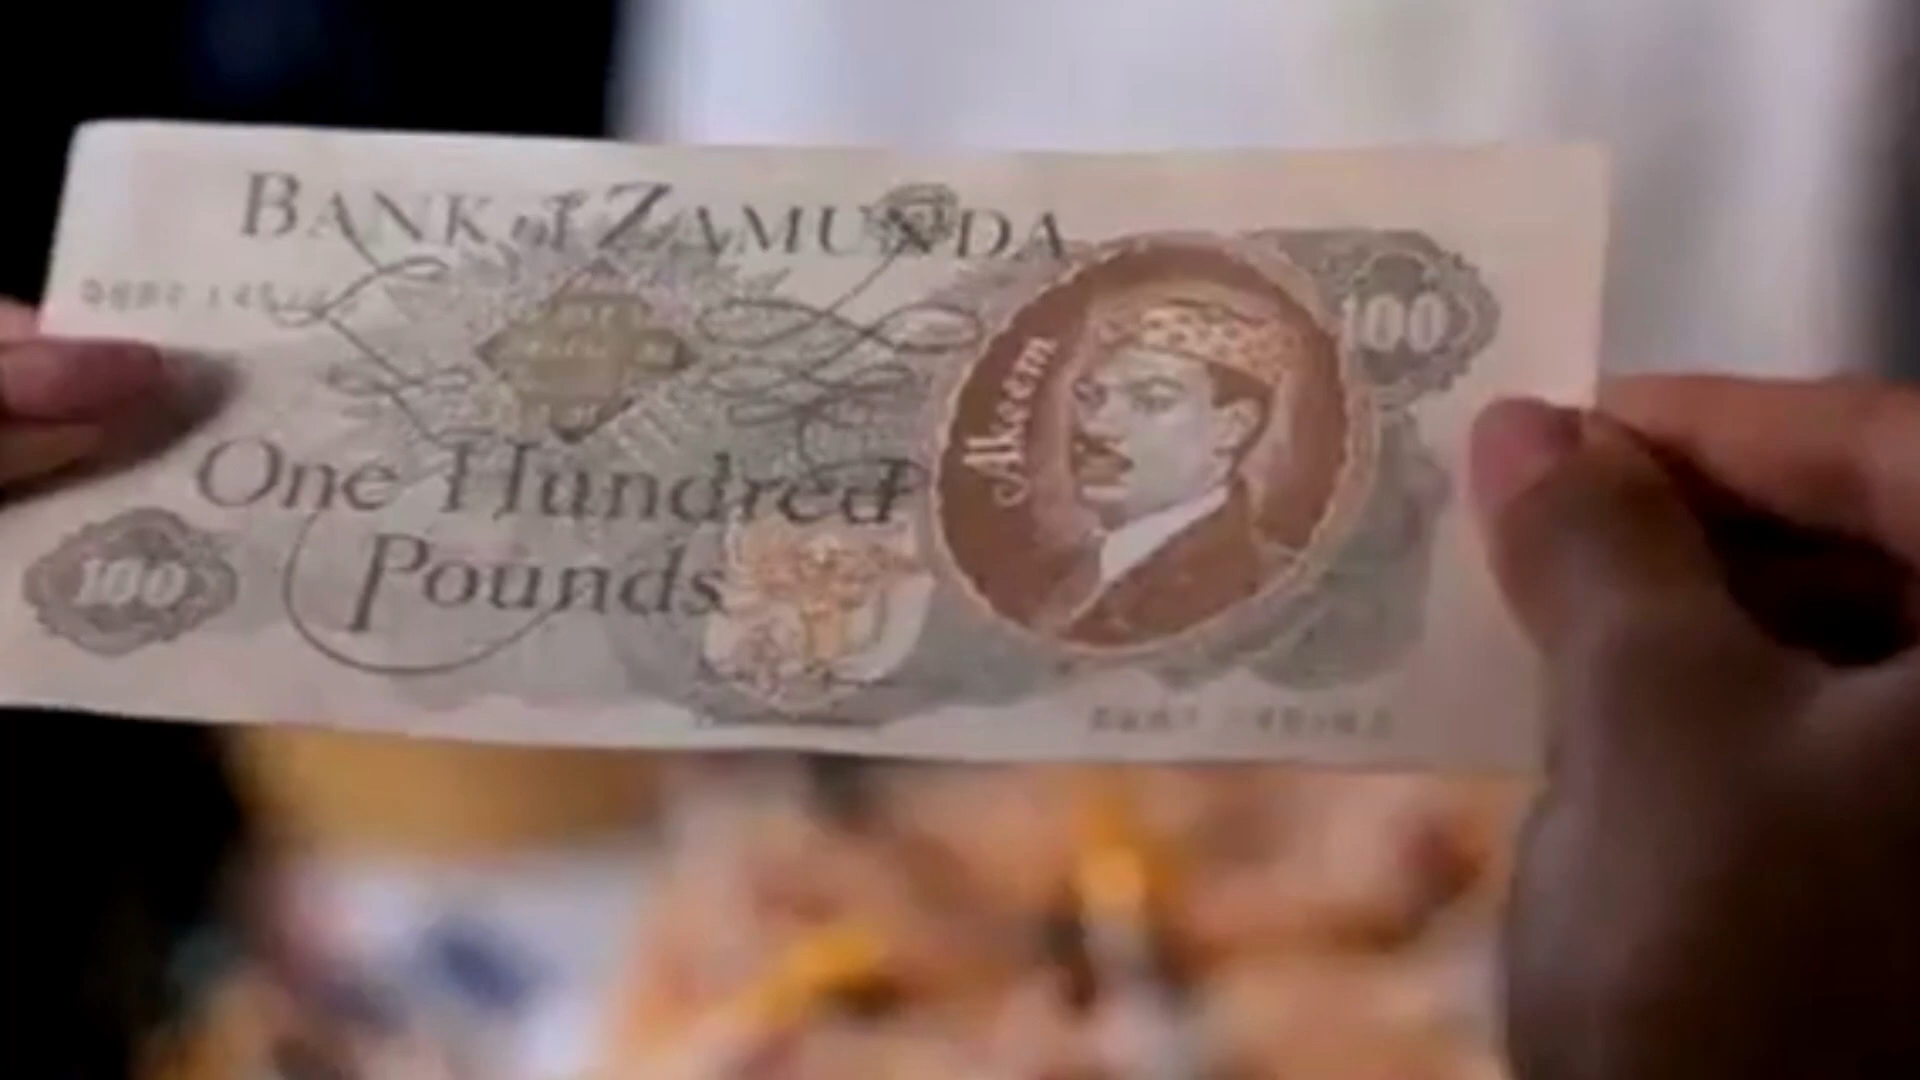 BANK of ZAMUNDA
100
Akeem
One Hundred
Pounds
100